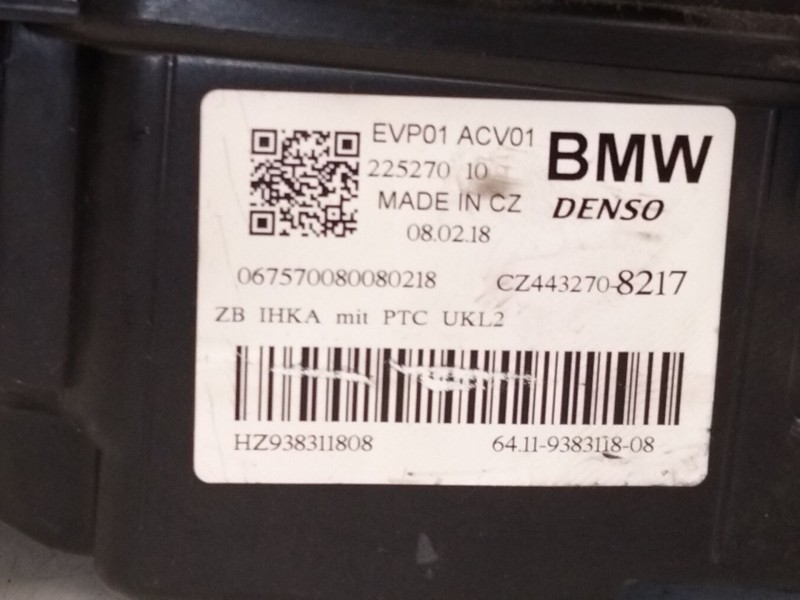 EVP01 ACV01
BMW
225270 10
MADE IN CZ
DENSO
08.02.18
067570080080218
CZ443270-8217
ZB IHKA mit PTC UKL2
HZ938311808
64.11-9383118-08